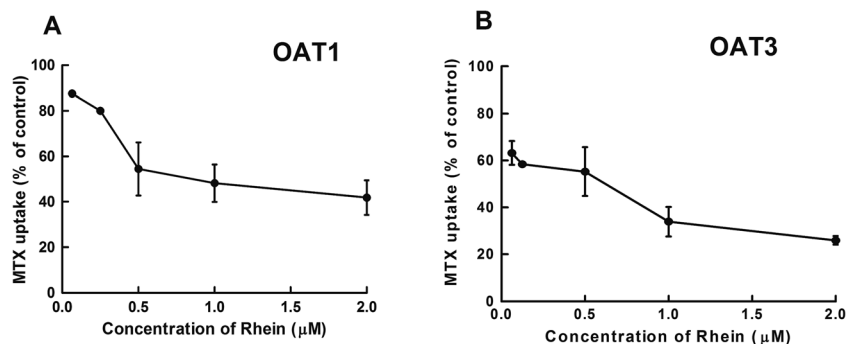 A
OAT1
MTX uptake (% of control)
100
80
60
40
20
0
0.0 0.5 1.0 1.5 2.0
Concentration of Rhein (μM)
B
OAT3
MTX uptake (% of control)
100
80
60
40
20
0
0.0 0.5 1.0 1.5 2.0
Concentration of Rhein (μM)